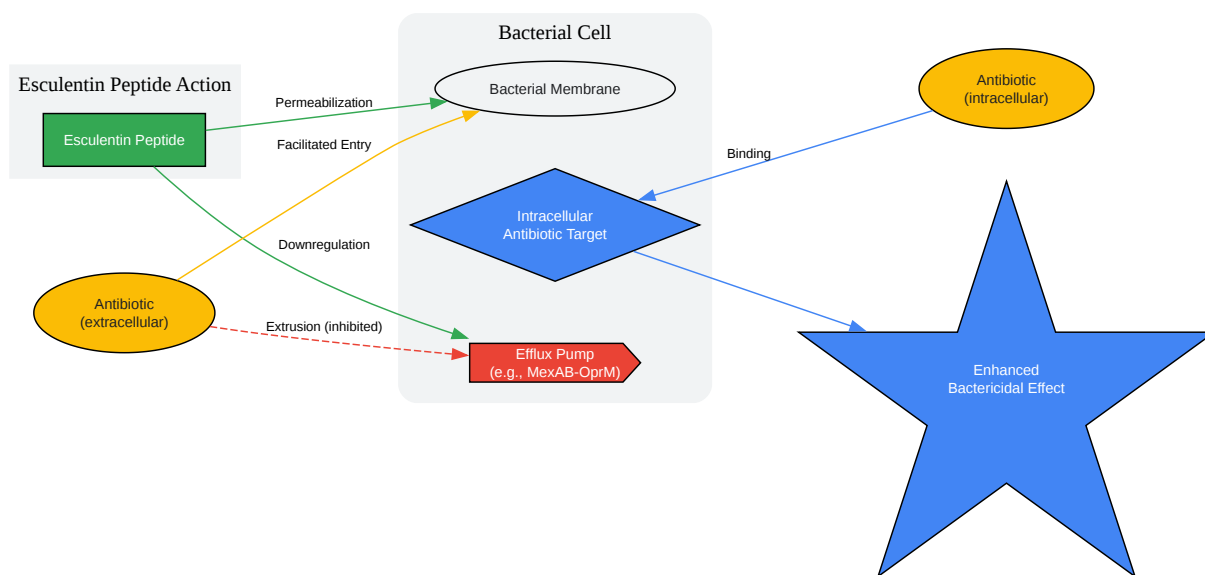 Bacterial Cell
Esculentin Peptide Action
Esculentin Peptide
Permeabilization
Facilitated Entry
Bacterial Membrane
Antibiotic
(intracellular)
Binding
Intracellular
Antibiotic Target
Downregulation
Antibiotic
(extracellular)
Extrusion (inhibited)
Efflux Pump
(e.g., MexAB-OprM)
Enhanced
Bactericidal Effect